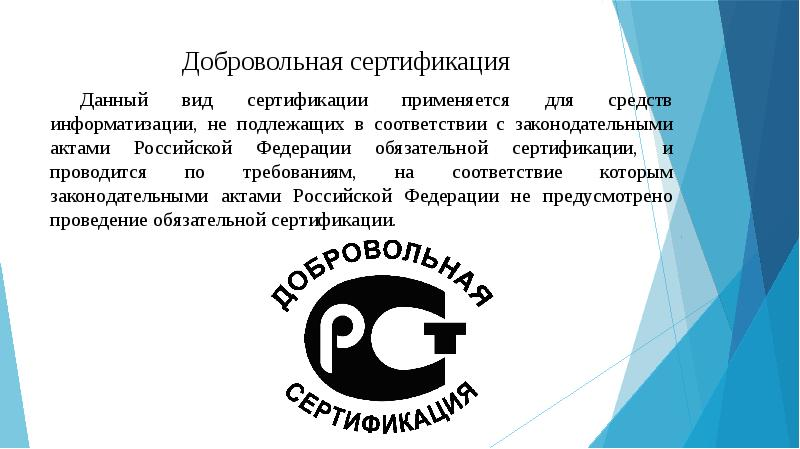 Добровольная сертификация
Данный вид сертификации применяется для средств
информатизации, не подлежащих в соответствии с законодательными
актами Российской Федерации обязательной сертификации, и
проводится по требованиям, на соответствие которым
законодательными актами Российской Федерации не предусмотрено
проведение обязательной сертификации.
ДОБРОВОЛЬНАЯ
РСТ
СЕРТИФИКАЦИЯ